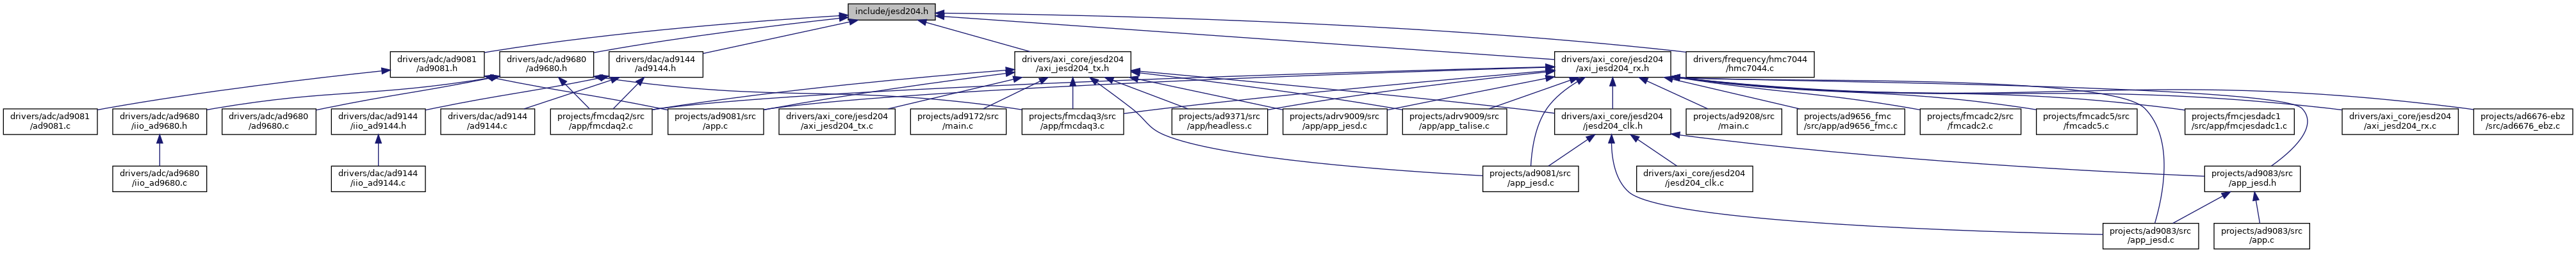 include/jesd204.h
drivers/adc/ad9081
/ad9081.h
drivers/adc/ad9680
/ad9680.h
drivers/dac/ad9144
/ad9144.h
drivers/axi_core/jesd204
/axi_jesd204_tx.h
drivers/axi_core/jesd204
/axi_jesd204_rx.h
drivers/frequency/hmc7044
/hmc7044.c
drivers/adc/ad9081
/ad9081.c
drivers/adc/ad9680
/iio_ad9680.h
drivers/adc/ad9680
/ad9680.c
drivers/dac/ad9144
/iio_ad9144.h
drivers/dac/ad9144
/ad9144.c
projects/fmcdaq2/src
/app/fmcdaq2.c
projects/ad9081/src
/app.c
drivers/axi_core/jesd204
/axi_jesd204_tx.c
projects/ad9172/src
/main.c
projects/fmcdaq3/src
/app/fmcdaq3.c
projects/ad9371/src
/app/headless.c
projects/adrv9009/src
/app/app_jesd.c
projects/adrv9009/src
/app/app_talise.c
drivers/axi_core/jesd204
/jesd204_clk.h
projects/ad9208/src
/main.c
projects/ad9656_fmc
/src/app/ad9656_fmc.c
projects/fmcadc2/src
/fmcadc2.c
projects/fmcadc5/src
/fmcadc5.c
projects/fmcjesdadc1
/src/app/fmcjesdadc1.c
drivers/axi_core/jesd204
/axi_jesd204_rx.c
projects/ad6676-ebz
/src/ad6676_ebz.c
drivers/adc/ad9680
/iio_ad9680.c
drivers/dac/ad9144
/iio_ad9144.c
projects/ad9081/src
/app_jesd.c
drivers/axi_core/jesd204
/jesd204_clk.c
projects/ad9083/src
/app_jesd.h
projects/ad9083/src
/app_jesd.c
projects/ad9083/src
/app.c